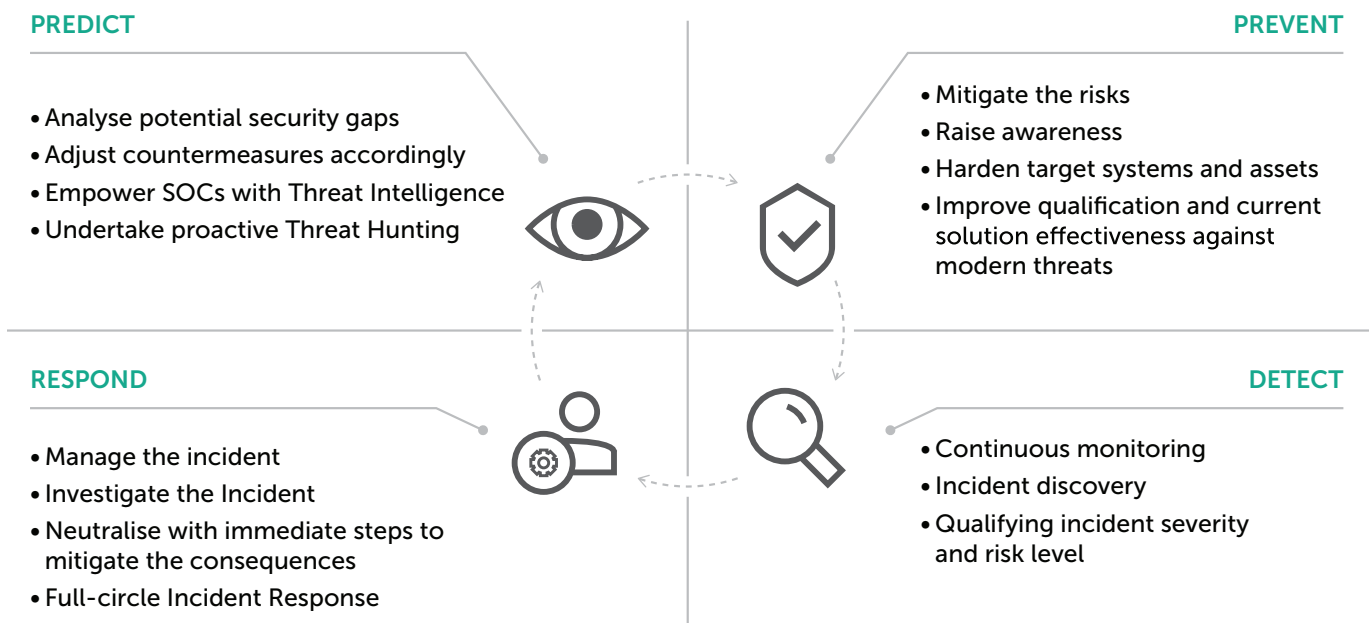 PREDICT
• Analyse potential security gaps
• Adjust countermeasures accordingly
• Empower SOCs with Threat Intelligence
• Undertake proactive Threat Hunting
PREVENT
• Mitigate the risks
• Raise awareness
• Harden target systems and assets
• Improve qualification and current
solution effectiveness against
modern threats
RESPOND
• Manage the incident
• Investigate the Incident
• Neutralise with immediate steps to
mitigate the consequences
• Full-circle Incident Response
DETECT
• Continuous monitoring
• Incident discovery
• Qualifying incident severity
and risk level